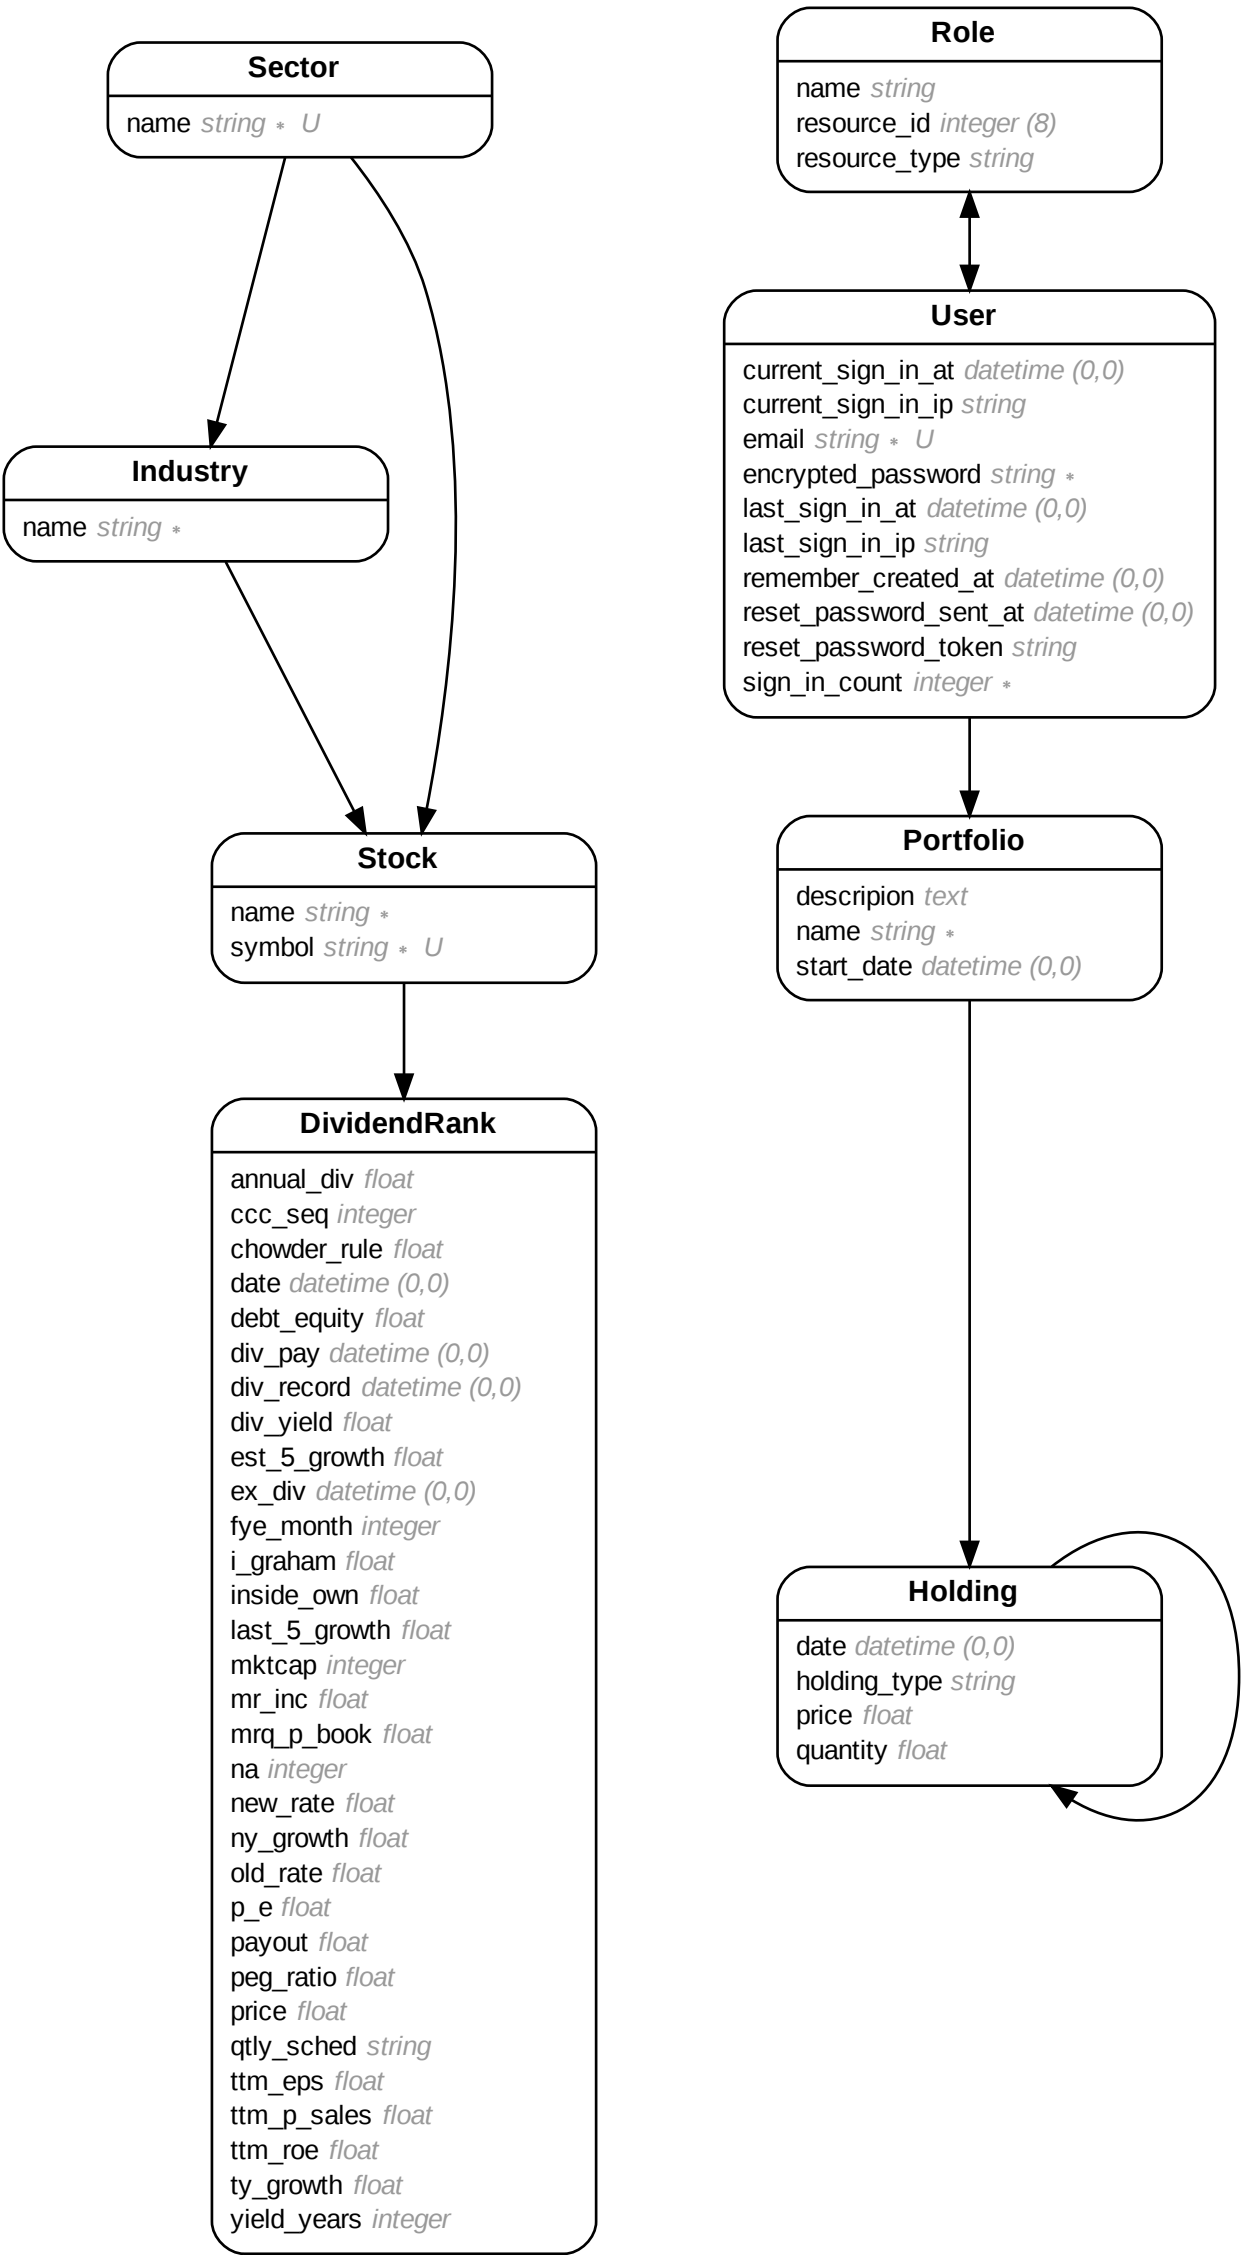 Sector
name string * U
Industry
name string *
Stock
name string *
symbol string * U
DividendRank
annual_div float
ccc_seq integer
chowder_rule float
date datetime (0,0)
debt_equity float
div_pay datetime (0,0)
div_record datetime (0,0)
div_yield float
est_5_growth float
ex_div datetime (0,0)
fye_month integer
i_graham float
inside_own float
last_5_growth float
mktcap integer
mr_inc float
mrq_p_book float
na integer
new_rate float
ny_growth float
old_rate float
p_e float
payout float
peg_ratio float
price float
qtly_sched string
ttm_eps float
ttm_p_sales float
ttm_roe float
ty_growth float
yield_years integer
Role
name string
resource_id integer (8)
resource_type string
User
current_sign_in_at datetime (0,0)
current_sign_in_ip string
email string * U
encrypted_password string *
last_sign_in_at datetime (0,0)
last_sign_in_ip string
remember_created_at datetime (0,0)
reset_password_sent_at datetime (0,0)
reset_password_token string
sign_in_count integer *
Portfolio
descripion text
name string *
start_date datetime (0,0)
Holding
date datetime (0,0)
holding_type string
price float
quantity float